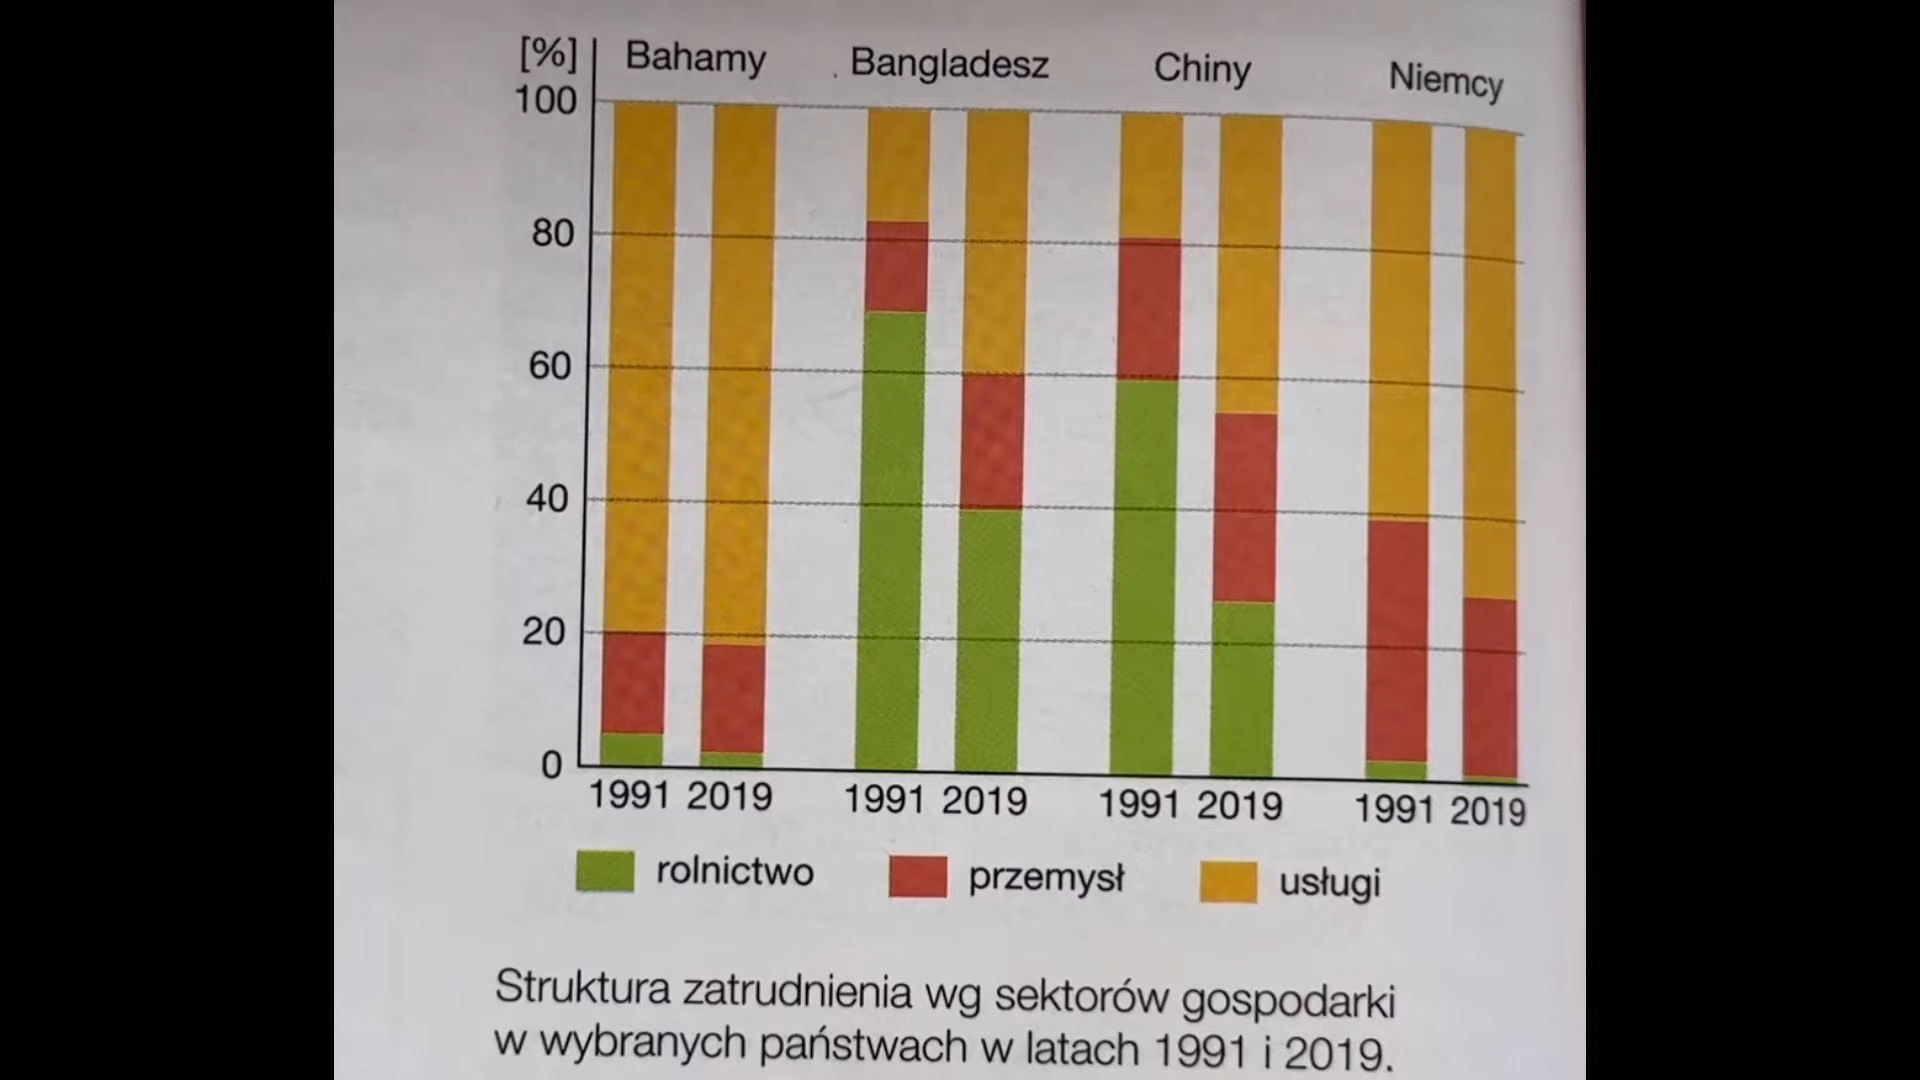 [%] Bahamy Bangladesz Chiny Niemcy
100
80
60
40
20
0
1991 2019 1991 2019 1991 2019 1991 2019
rolnictwo przemysł usługi
Struktura zatrudnienia wg sektorów gospodarki
w wybranych państwach w latach 1991 i 2019.